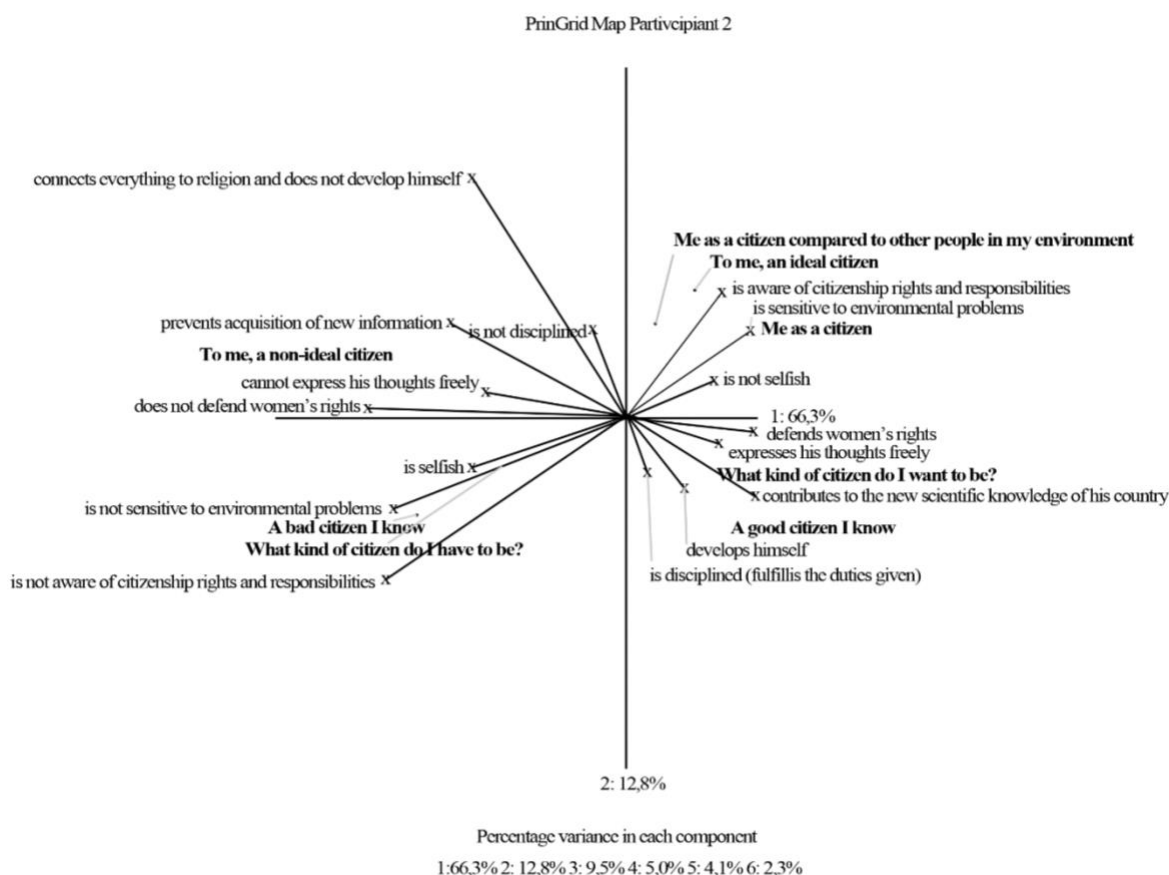 PrinGrid Map Partivcipiant 2
connects everything to religion and does not develop himself x
Me as a citizen compared to other people in my environment
To me, an ideal citizen
x is aware of citizenship rights and responsibilities
is sensitive to environmental problems
prevents acquisition of new information x
is not disciplined x
x Me as a citizen
To me, a non-ideal citizen
cannot express his thoughts freely x
x is not selfish
does not defend women's rights x
1: 66,3%
x defends women's rights
x expresses his thoughts freely
is selfish x
What kind of citizen do I want to be?
x contributes to the new scientific knowledge of his country
is not sensitive to environmental problems x
A bad citizen I know
A good citizen I know
What kind of citizen do I have to be?
x develops himself
is not aware of citizenship rights and responsibilities x
x is disciplined (fulfillis the duties given)
2: 12,8%
Percentage variance in each component
1:66,3% 2: 12,8% 3: 9,5% 4: 5,0% 5: 4,1% 6: 2,3%